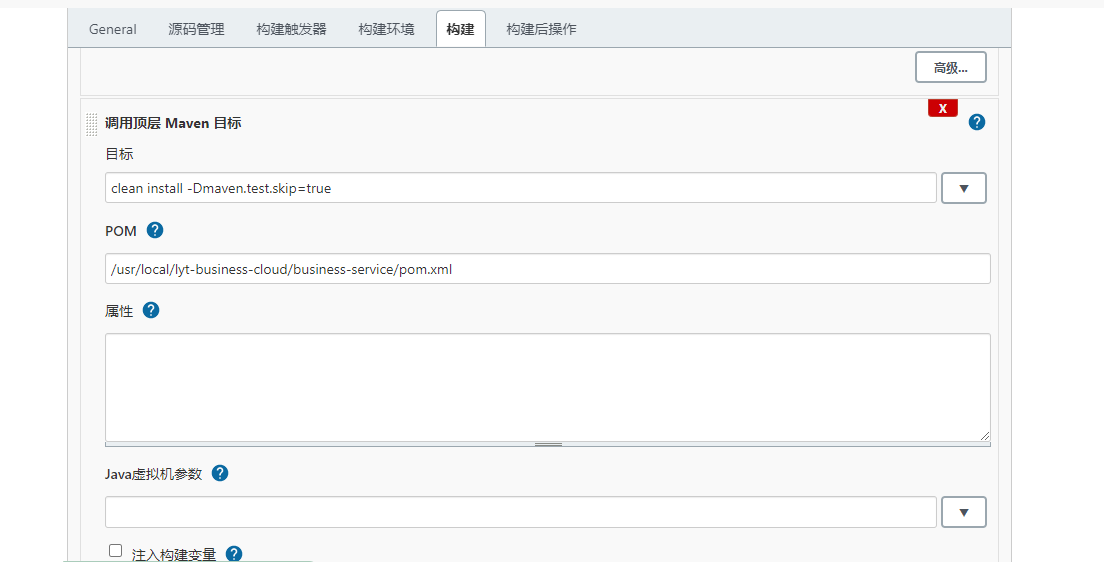 General 源码管理 构建触发器 构建环境 构建 构建后操作
高级...
X
调用顶层 Maven 目标
?
目标
clean install -Dmaven.test.skip=true
POM ?
/usr/local/lyt-business-cloud/business-service/pom.xml
属性 ?
Java虚拟机参数 ?
注入构建变量 ?